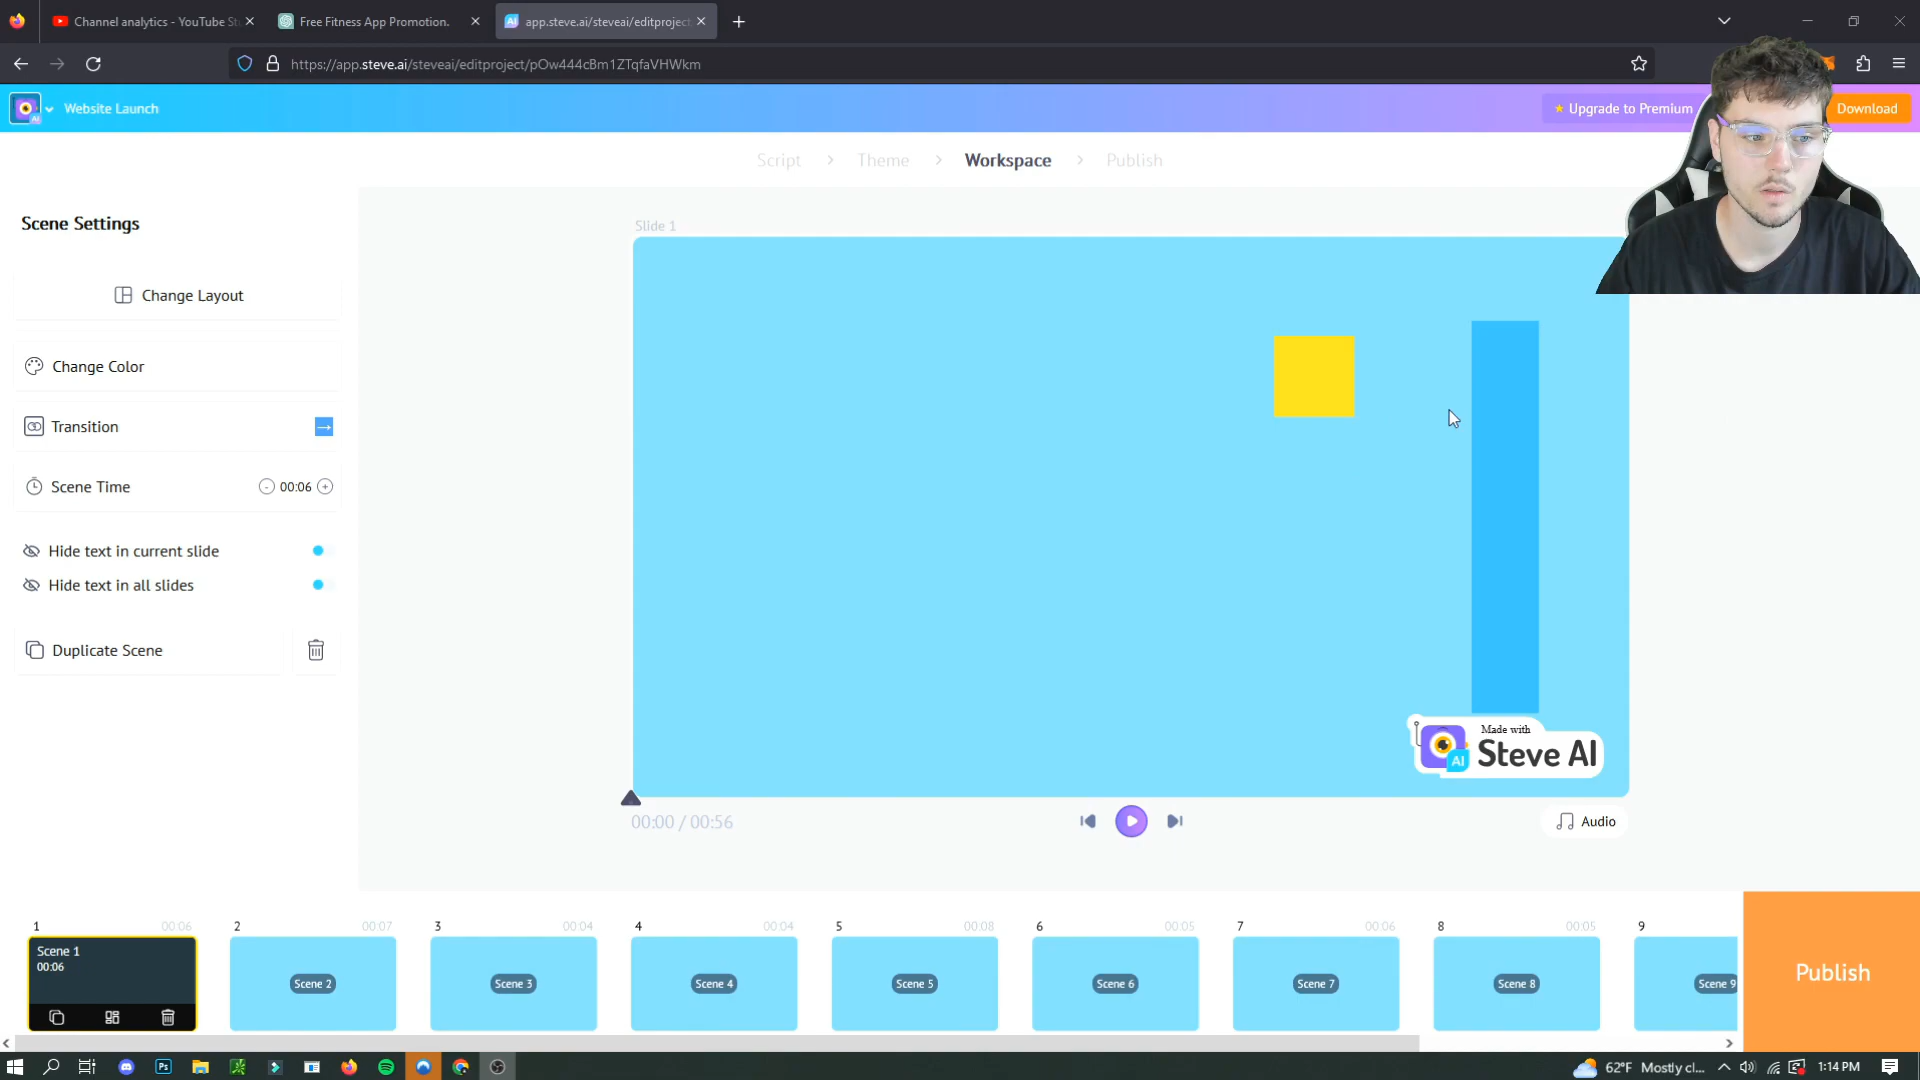 Channel analytics - YouTube St
Free Fitness App Promotion.
app.steve.ai/steveai/editproject
https://app.steve.ai/steveai/editproject/pOw444cBm1ZTqfaVHWkm
Website Launch
Upgrade to Premium
Download
Script
Theme
Workspace
Publish
Scene Settings
Change Layout
Change Color
Transition
Scene Time
00:06
Hide text in current slide
Hide text in all slides
Duplicate Scene
Slide 1
Made with
AI
Steve AI
00:00 / 00:56
Audio
1 00:06
2 00:07
3 00:04
4 00:04
5 00:08
6 00:05
7 00:06
8 00:05
9
Scene 1
00:06
Scene 2
Scene 3
Scene 4
Scene 5
Scene 6
Scene 7
Scene 8
Scene 9
Publish
62°F Mostly cl...
1:14 PM